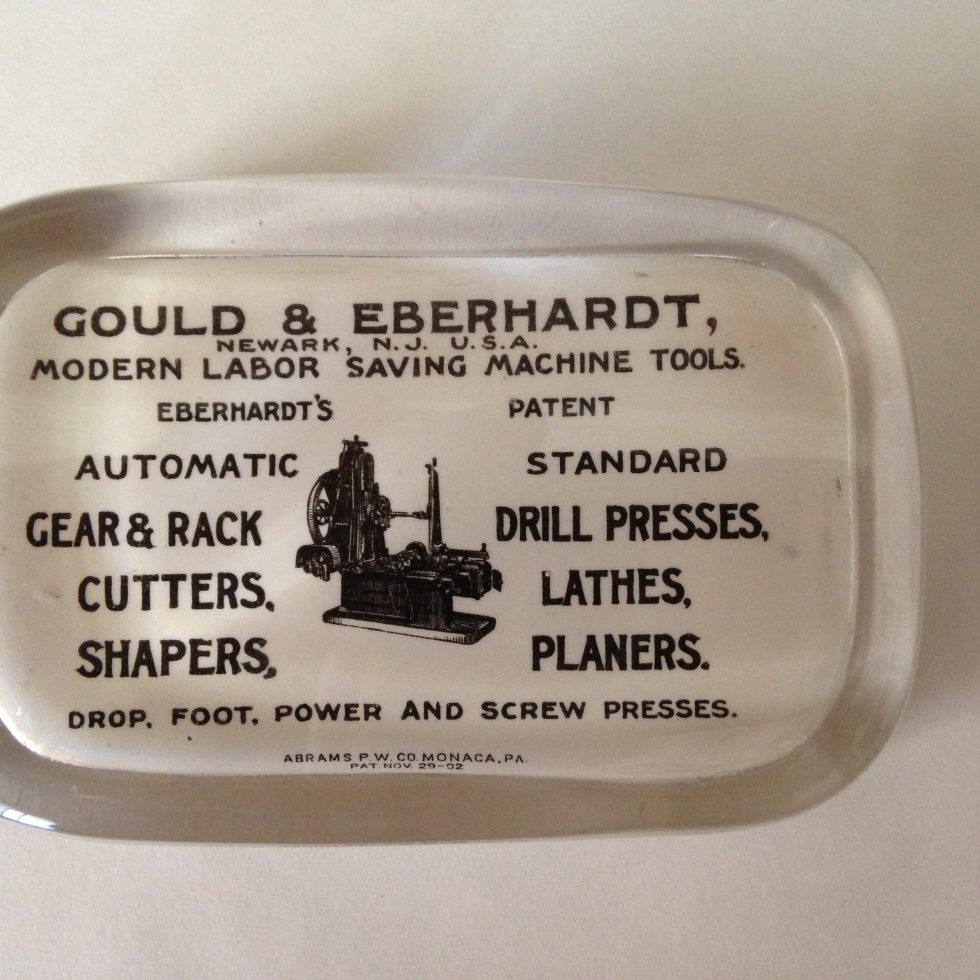 GOULD & EBERHARDT,
NEWARK, N.J. U.S.A.
MODERN LABOR SAVING MACHINE TOOLS.
EBERHARDT'S PATENT
AUTOMATIC STANDARD
GEAR & RACK DRILL PRESSES,
CUTTERS, LATHES,
SHAPERS, PLANERS.
DROP, FOOT, POWER AND SCREW PRESSES.
ABRAMS P.W. CO. MONACA, PA.
PAT. NOV. 29-92